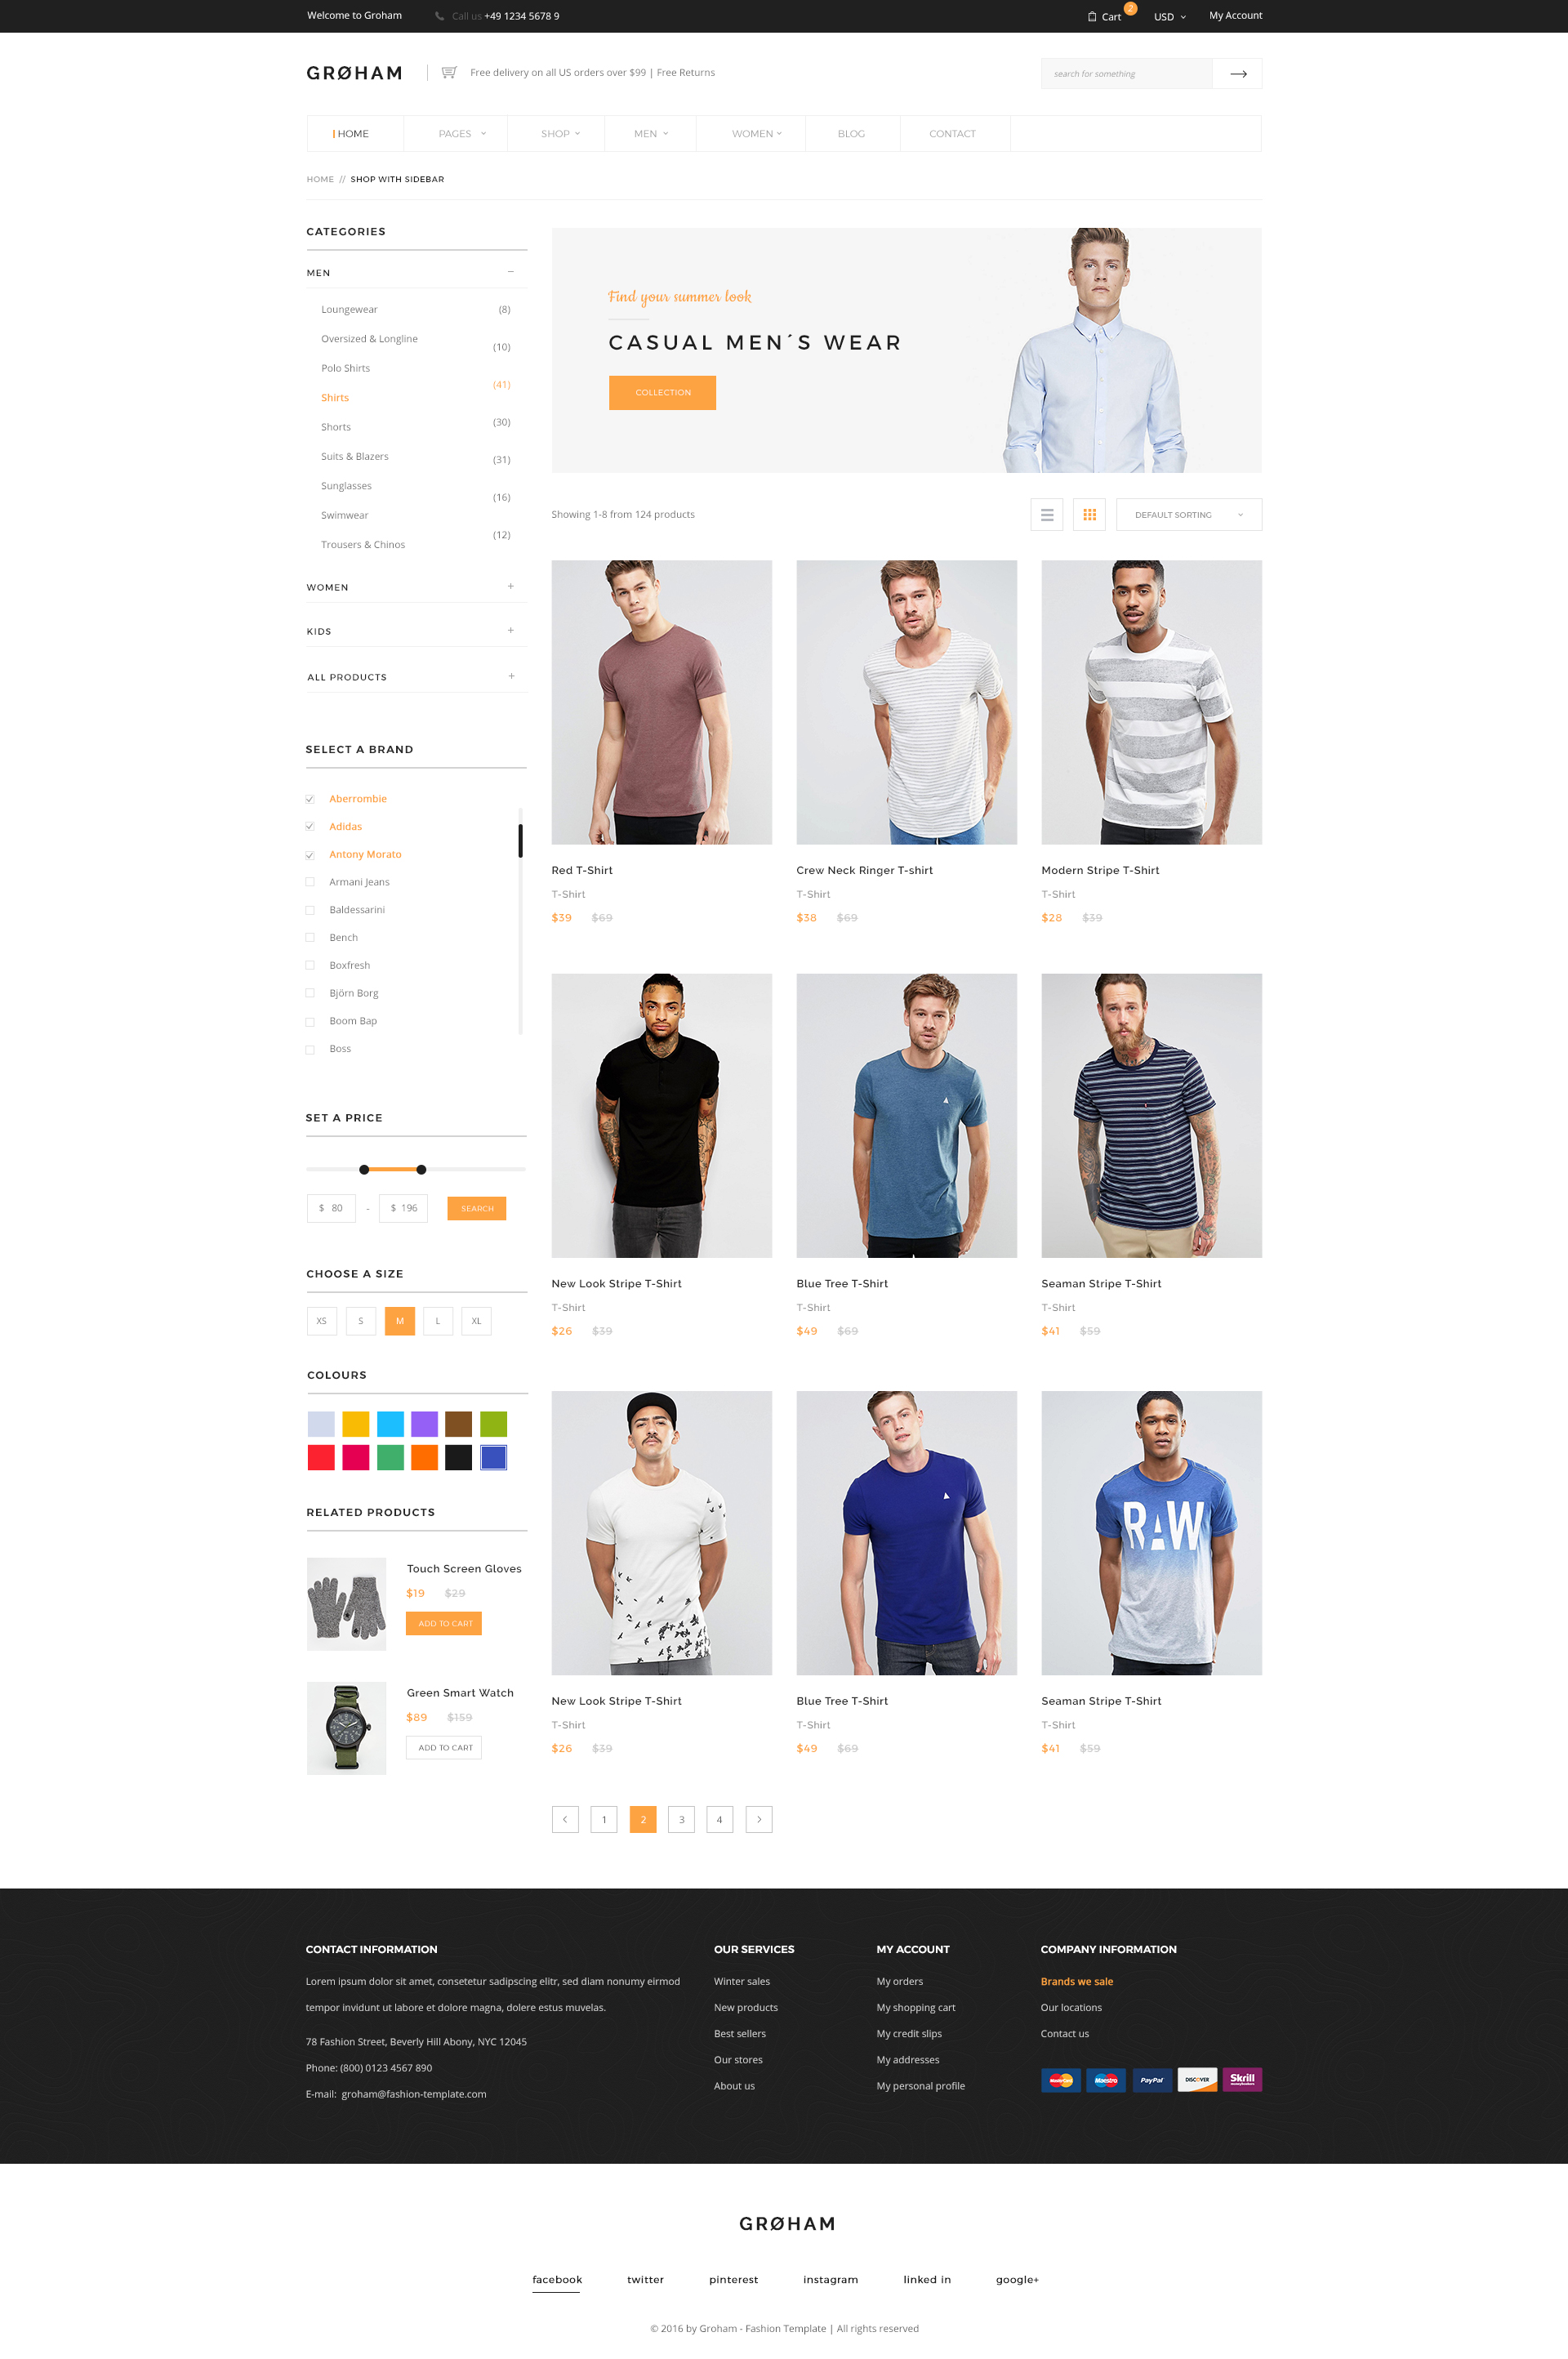 Welcome to Groham Call us +49 1234 5678 9 Cart 2 USD My Account
GRØHAM Free delivery on all US orders over $99 | Free Returns search for something
HOME PAGES SHOP MEN WOMEN BLOG CONTACT
HOME // SHOP WITH SIDEBAR
CATEGORIES
MEN
Loungewear (8)
Oversized & Longline (10)
Polo Shirts (41)
Shirts (30)
Shorts (31)
Suits & Blazers (16)
Sunglasses (12)
Swimwear
Trousers & Chinos
WOMEN
KIDS
ALL PRODUCTS
SELECT A BRAND
Aberrombie
Adidas
Antony Morato
Armani Jeans
Baldessarini
Bench
Boxfresh
Björn Borg
Boom Bap
Boss
SET A PRICE
$ 80 - $ 196 SEARCH
CHOOSE A SIZE
XS S M L XL
COLOURS
RELATED PRODUCTS
Touch Screen Gloves
$19 $29
ADD TO CART
Green Smart Watch
$89 $159
ADD TO CART
Find your summer look
CASUAL MEN´S WEAR
COLLECTION
Showing 1-8 from 124 products DEFAULT SORTING
Red T-Shirt
T-Shirt
$39 $69
Crew Neck Ringer T-shirt
T-Shirt
$38 $69
Modern Stripe T-Shirt
T-Shirt
$28 $39
New Look Stripe T-Shirt
T-Shirt
$26 $39
Blue Tree T-Shirt
T-Shirt
$49 $69
Seaman Stripe T-Shirt
T-Shirt
$41 $59
RAW
New Look Stripe T-Shirt
T-Shirt
$26 $39
Blue Tree T-Shirt
T-Shirt
$49 $69
Seaman Stripe T-Shirt
T-Shirt
$41 $59
1 2 3 4
CONTACT INFORMATION
Lorem ipsum dolor sit amet, consetetur sadipscing elitr, sed diam nonumy eirmod
tempor invidunt ut labore et dolore magna, dolere estus muvelas.
78 Fashion Street, Beverly Hill Abony, NYC 12045
Phone: (800) 0123 4567 890
E-mail: groham@fashion-template.com
OUR SERVICES
Winter sales
New products
Best sellers
Our stores
About us
MY ACCOUNT
My orders
My shopping cart
My credit slips
My addresses
My personal profile
COMPANY INFORMATION
Brands we sale
Our locations
Contact us
MasterCard Maestro PayPal DISCOVER Skrill
GRØHAM
facebook twitter pinterest instagram linked in google+
© 2016 by Groham - Fashion Template | All rights reserved